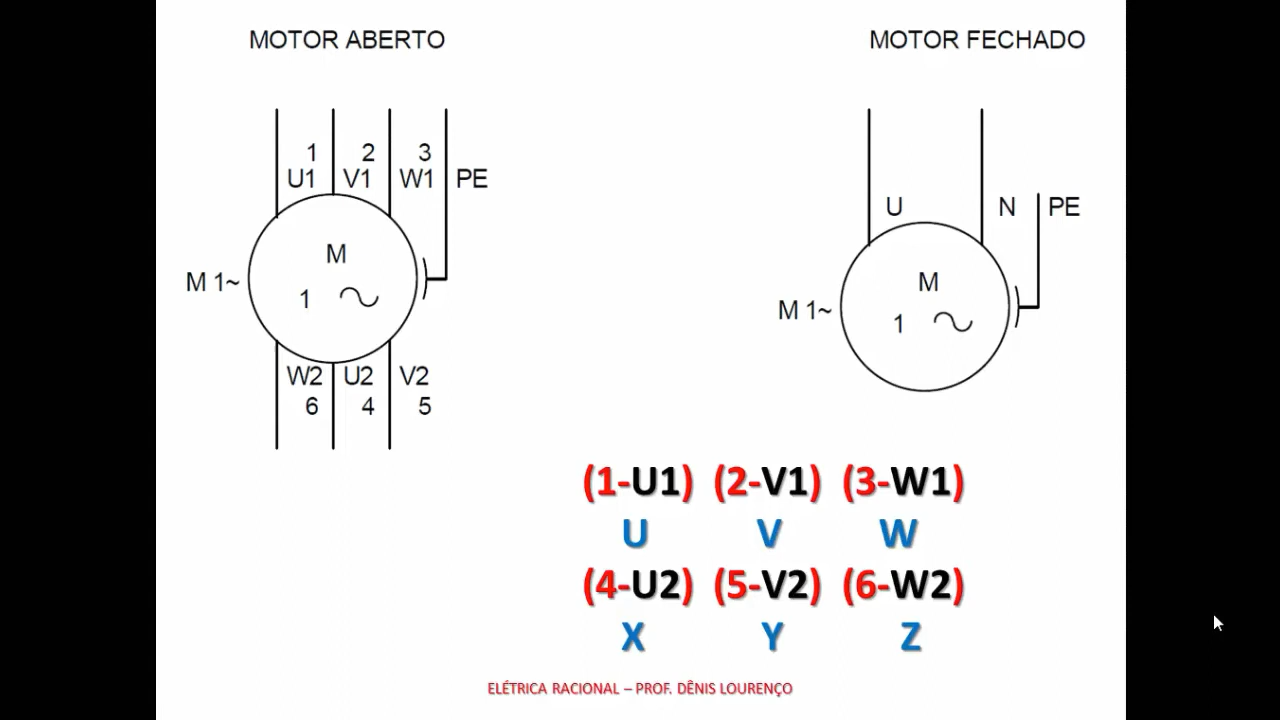 MOTOR ABERTO
1 2 3
U1 V1 W1 PE
M
M 1~ 1
W2 U2 V2
6 4 5
MOTOR FECHADO
U N PE
M
M 1~ 1
(1-U1) (2-V1) (3-W1)
U V W
(4-U2) (5-V2) (6-W2)
X Y Z
ELÉTRICA RACIONAL – PROF. DÊNIS LOURENÇO